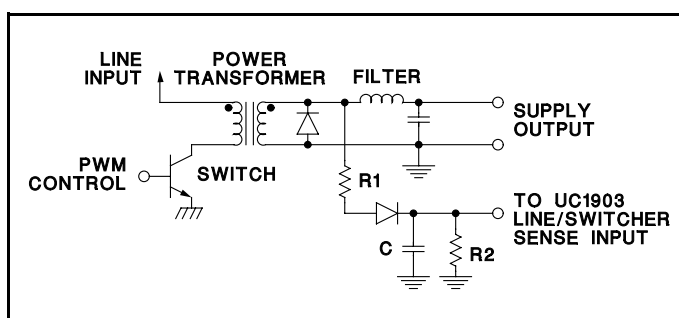 LINE
INPUT
POWER
TRANSFORMER
FILTER
SUPPLY
OUTPUT
PWM
CONTROL
SWITCH
R1
TO UC1903
LINE/SWITCHER
SENSE INPUT
C
R2